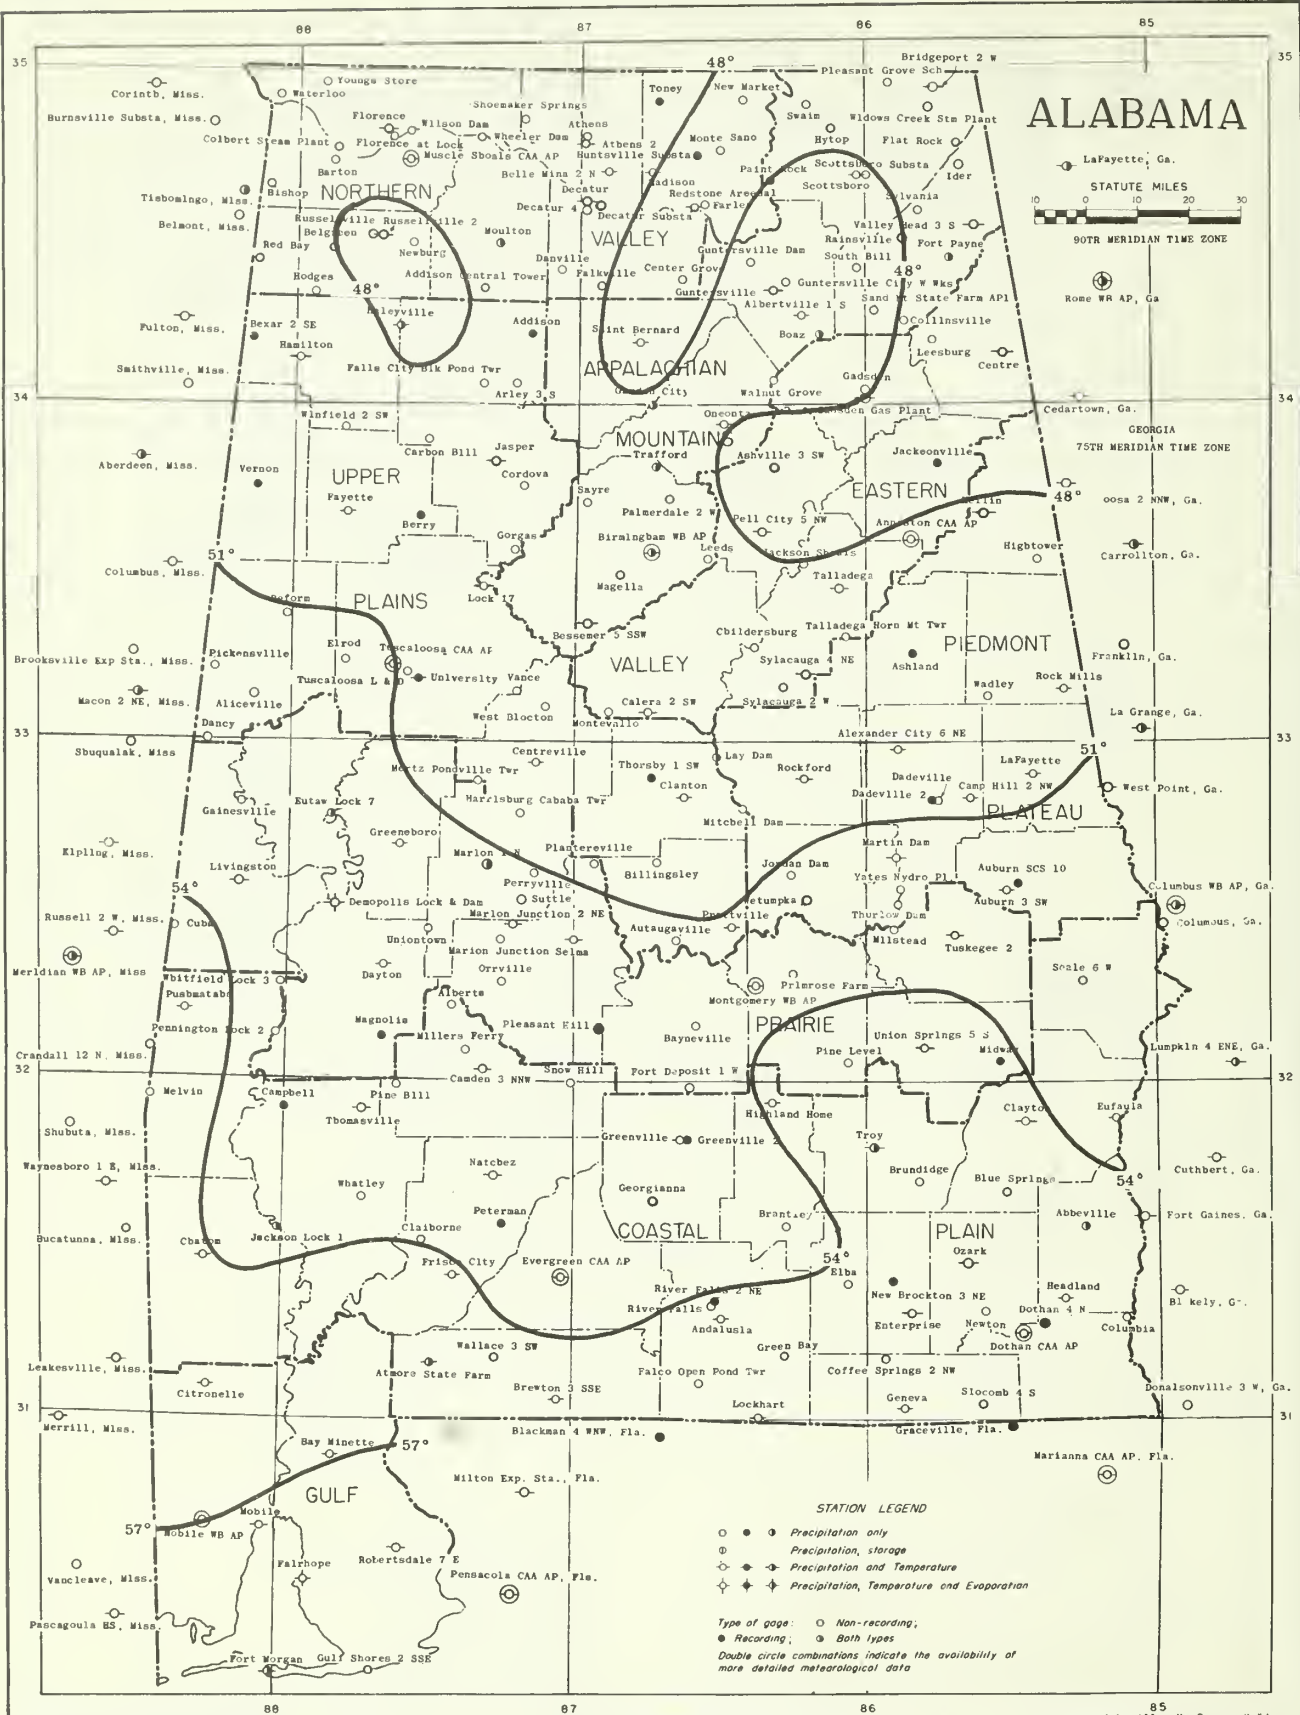 88 87 86 85
35 48° 35
Bridgeport 2 W
Pleasant Grove Sch
Youngs Store
Corinth, Miss.
Waterloo
Toney
New Market
ALABAMA
Shoemaker Springs
Burnsville Substa, Miss.
Florence
Wilson Dam
Athens
Swaim
Widows Creek Stm Plant
Colbert Steam Plant
Florence at Lock
Wheeler Dam
Athens 2
Monte Sano
Hytop
Flat Rock
Muscle Shoals CAA AP
Huntsville Substa
LaFayette, Ga.
Barton
Belle Mina 2 N
Paint Rock
Scottsboro Substa
Ider
STATUTE MILES
NORTHERN
Bishop
Decatur
Madison
Scottsboro
10 0 10 20 30
Tishomingo, Miss.
Redstone Arsenal
Sylvania
Decatur 4
Farley
Belmont, Miss.
Russellville
Russellville 2
Decatur Substa
Valley Head 3 S
Belgreen
Moulton
VALLEY
Rainsville
Fort Payne
90TH MERIDIAN TIME ZONE
Red Bay
Newburg
Danville
Guntersville Dam
South Hill
Hodges
Addison Central Tower
Falkville
Center Grove
48°
48°
Guntersville
Guntersville City W Wks
Rome WB AP, Ga
Haleyville
Albertville 1 S
Sand Mt State Farm AP1
Fulton, Miss.
Bexar 2 SE
Addison
Saint Bernard
Boaz
Collinsville
Hamilton
Leesburg
Centre
Smithville, Miss.
Falls City Blk Pond Twr
APPALACHIAN
Gadsden
Arley 3 S
Walnut Grove
34 34
Winfield 2 SW
Oneonta
Gadsden Gas Plant
Cedartown, Ga.
MOUNTAINS
GEORGIA
75TH MERIDIAN TIME ZONE
Aberdeen, Miss.
Carbon Hill
Jasper
Trafford
Ashville 3 SW
Jacksonville
Vernon
UPPER
Cordova
Fayette
Sayre
EASTERN
48°
Berry
Palmerdale 2 W
Heflin
oosa 2 NNW, Ga.
Pell City 5 NW
Anniston CAA AP
Gorgas
Birmingham WB AP
51°
Leeds
Jackson Shoals
Hightower
Carrollton, Ga.
Columbus, Miss.
Magella
Talladega
Lock 17
PLAINS
Reform
Bessemer 5 SSW
Childersburg
Talladega Horn Mt Twr
PIEDMONT
Brooksville Exp Sta., Miss.
Pickensville
Elrod
Tuscaloosa CAA AP
VALLEY
Sylacauga 4 NE
Ashland
Franklin, Ga.
Tuscaloosa L & D
University
Vance
Wadley
Rock Mills
Macon 2 NE, Miss.
Aliceville
Calera 2 SW
Sylacauga 2 W
La Grange, Ga.
Dancy
West Blocton
Montevallo
33 33
Shuqualak, Miss
Alexander City 6 NE
51°
Centreville
Lay Dam
Mertz Pondville Twr
Thorsby 1 SW
Rockford
LaFayette
Clanton
Dadeville
Camp Hill 2 NW
West Point, Ga.
Gainesville
Eutaw Lock 7
Harrisburg Cahaba Twr
Dadeville 2
PLATEAU
Greensboro
Mitchell Dam
Kipling, Miss.
Plantersville
Martin Dam
Livingston
Marion 1 N
Billingsley
Jordan Dam
Auburn SCS 10
54°
Perryville
Yates Hydro Pl
Columbus WB AP, Ga.
Demopolis Lock & Dam
Suttle
Wetumpka
Auburn 3 SW
Russell 2 W, Miss.
Cuba
Marion Junction 2 NE
Prattville
Thurlow Dam
Columbus, Ga.
Uniontown
Autaugaville
Milstead
Tuskegee 2
Marion Junction
Selma
Meridian WB AP, Miss
Whitfield Lock 3
Dayton
Orrville
Primrose Farm
Seale 6 W
Pushmataha
Alberta
Montgomery WB AP
Pennington Lock 2
Magnolia
Pleasant Hill
PRAIRIE
Millers Ferry
Bayneville
Pine Level
Union Springs 5 S
Midway
Crandall 12 N, Miss.
Lumpkin 4 ENE, Ga.
32 32
Melvin
Campbell
Pine Hill
Camden 3 NNW
Snow Hill
Fort Deposit 1 W
Thomasville
Highland Home
Clayton
Eufaula
Shubuta, Miss.
Greenville
Greenville 2
Troy
Waynesboro 1 E, Miss.
Natchez
Brundidge
Blue Springs
54°
Cuthbert, Ga.
Whatley
Georgianna
Peterman
Brantley
Abbeville
Fort Gaines, Ga.
Bucatunna, Miss.
Chatom
Jackson Lock 1
Claiborne
COASTAL
PLAIN
Frisco City
Evergreen CAA AP
54°
Ozark
Elba
River Falls 2 NE
New Brockton 3 NE
Headland
River Falls
Andalusia
Enterprise
Newton
Dothan 4 N
Columbia
Dothan CAA AP
Leakesville, Miss.
Wallace 3 SW
Green Bay
Citronelle
Atmore State Farm
Falco Open Pond Twr
Coffee Springs 2 NW
Brewton 3 SSE
Slocomb 4 S
Donalsonville 3 W, Ga.
31 31
Merrill, Miss.
Lockhart
Geneva
Blackman 4 WNW, Fla.
Graceville, Fla.
Bay Minette
57°
Marianna CAA AP, Fla.
Milton Exp. Sta., Fla.
GULF
57°
Mobile
Mobile WB AP
STATION LEGEND
Precipitation only
Precipitation, storage
Vancleave, Miss.
Fairhope
Robertsdale 7 E
Precipitation and Temperature
Pensacola CAA AP, Fla.
Precipitation, Temperature and Evaporation
Pascagoula HS, Miss.
Type of gage: Non-recording;
Recording; Both types
Double circle combinations indicate the availability of
more detailed meteorological data
Fort Morgan
Gulf Shores 2 SSE
88 87 86 85